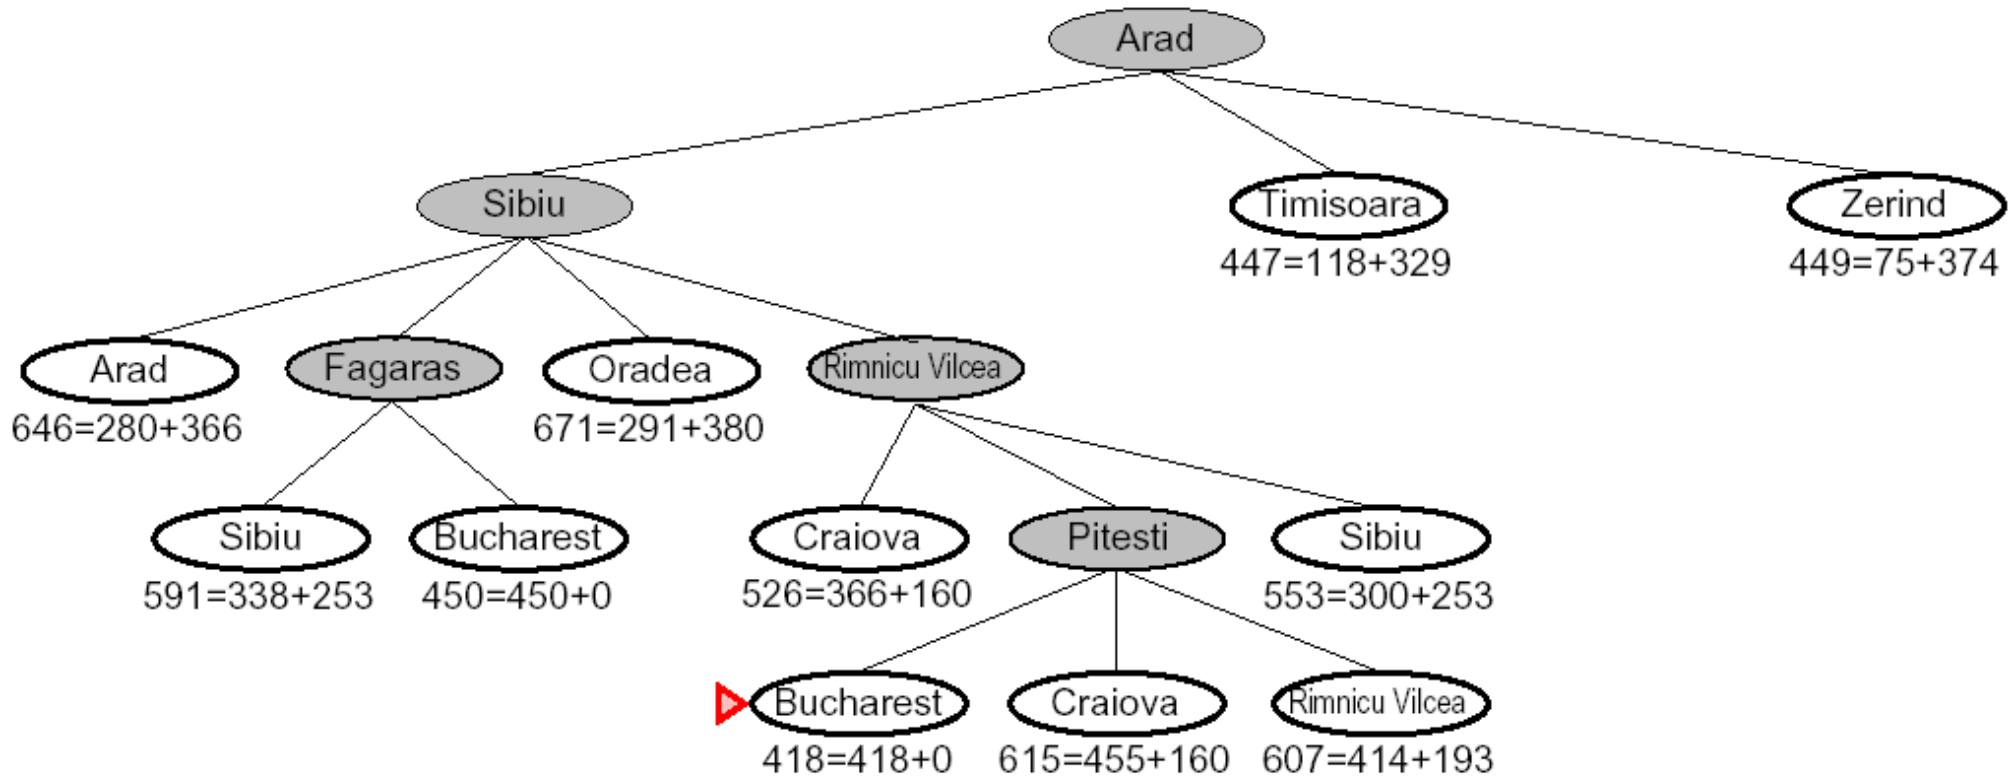 Arad
Sibiu
Timisoara
Zerind
447=118+329
449=75+374
Arad
Fagaras
Oradea
Rimnicu Vilcea
646=280+366
671=291+380
Sibiu
Bucharest
Craiova
Pitesti
Sibiu
591=338+253
450=450+0
526=366+160
553=300+253
Bucharest
Craiova
Rimnicu Vilcea
418=418+0
615=455+160
607=414+193